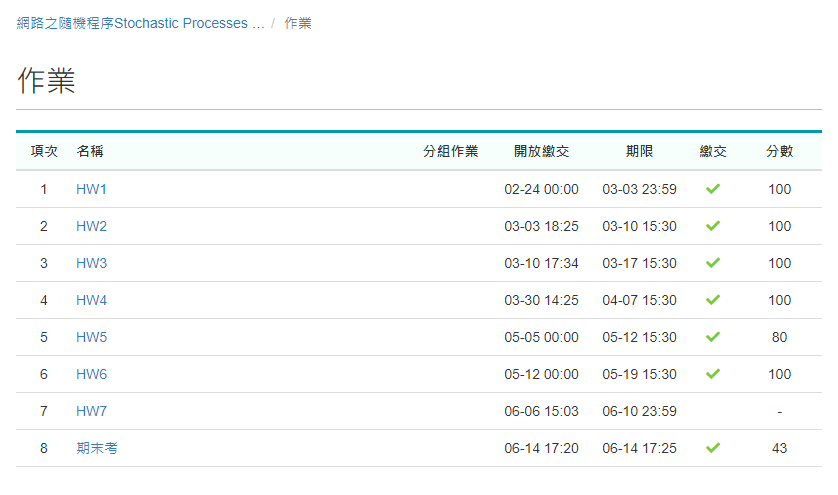 網路之隨機程序Stochastic Processes ... / 作業
作業
項次 名稱 分組作業 開放繳交 期限 繳交 分數
1 HW1 02-24 00:00 03-03 23:59 100
2 HW2 03-03 18:25 03-10 15:30 100
3 HW3 03-10 17:34 03-17 15:30 100
4 HW4 03-30 14:25 04-07 15:30 100
5 HW5 05-05 00:00 05-12 15:30 80
6 HW6 05-12 00:00 05-19 15:30 100
7 HW7 06-06 15:03 06-10 23:59 -
8 期末考 06-14 17:20 06-14 17:25 43